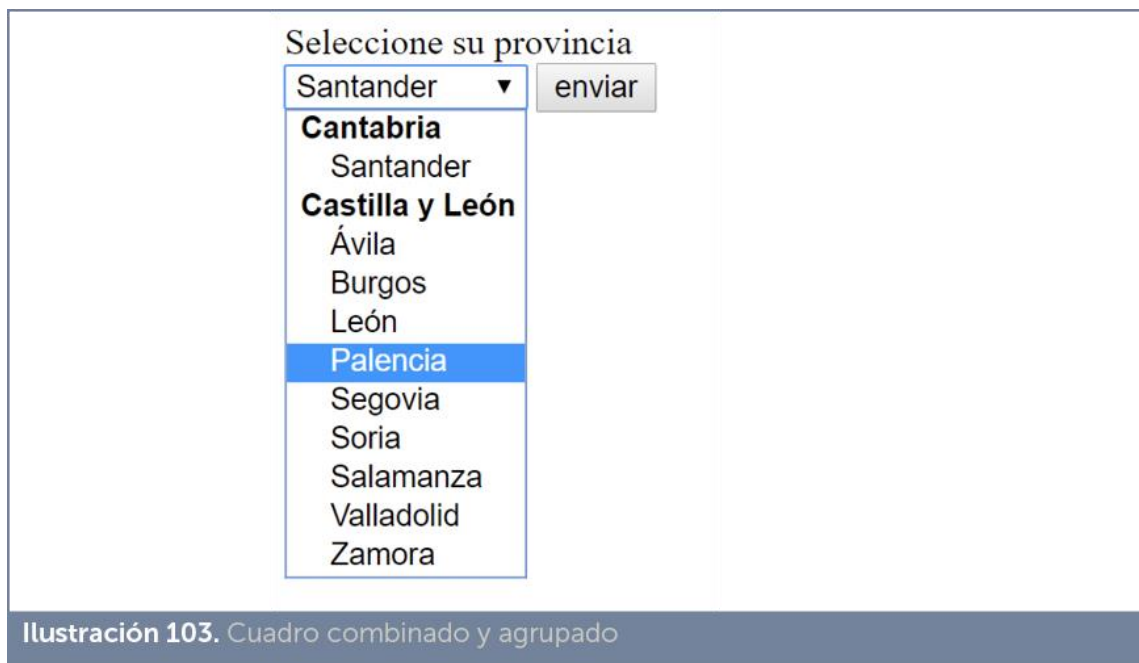 Seleccione su provincia
Santander ▼ enviar
Cantabria
Santander
Castilla y León
Ávila
Burgos
León
Palencia
Segovia
Soria
Salamanza
Valladolid
Zamora
Ilustración 103. Cuadro combinado y agrupado